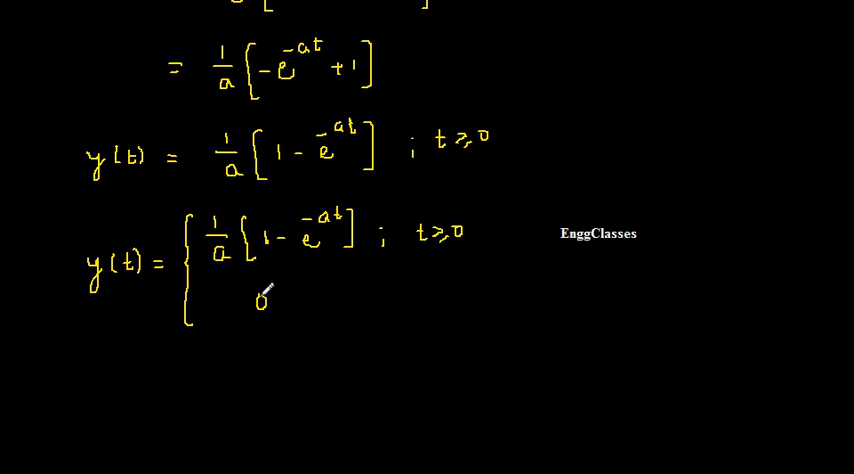 = 1/a [-e^-at + 1]
y(t) = 1/a [1 - e^-at] ; t ≥ 0
y(t) = { 1/a [1 - e^-at] ; t ≥ 0
EnggClasses
0